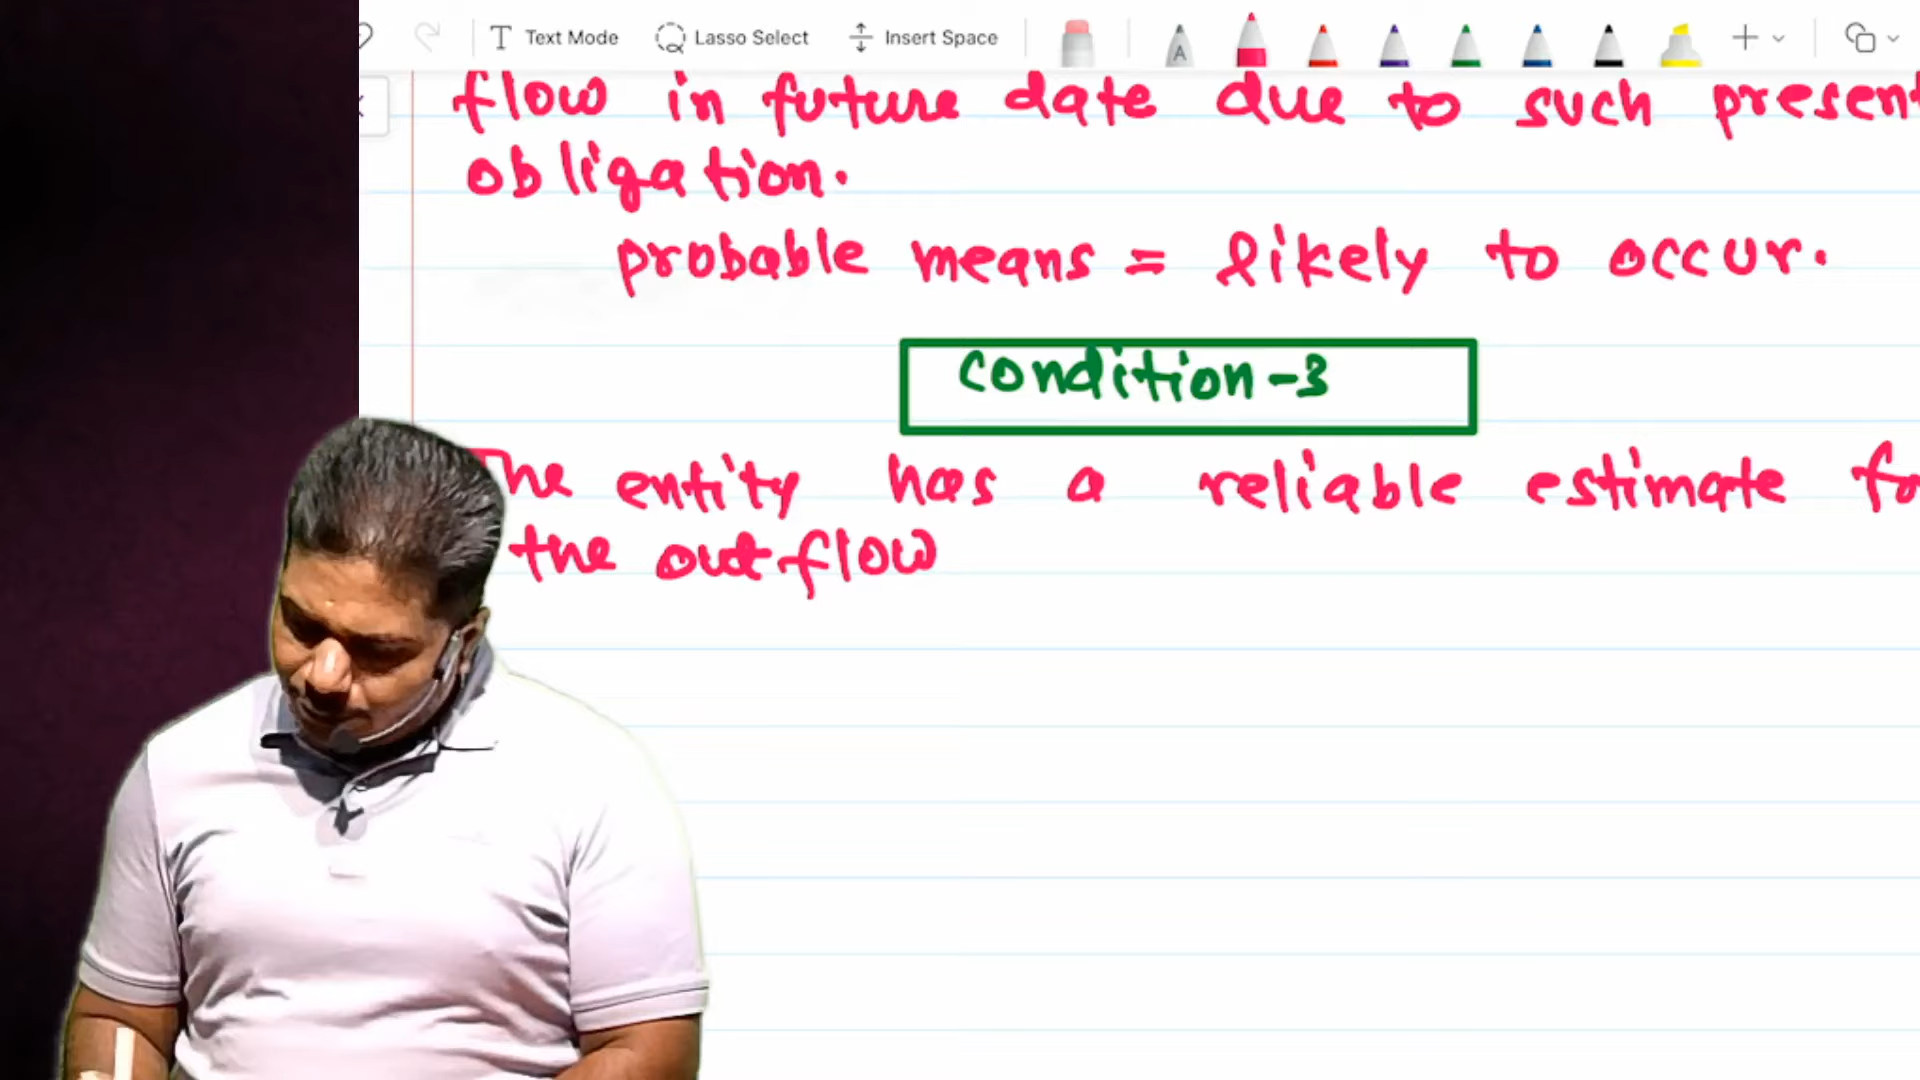 Text Mode Lasso Select Insert Space
A
flow in future date due to such present
obligation.
probable means = likely to occur.
condition-3
The entity has a reliable estimate fo
the outflow